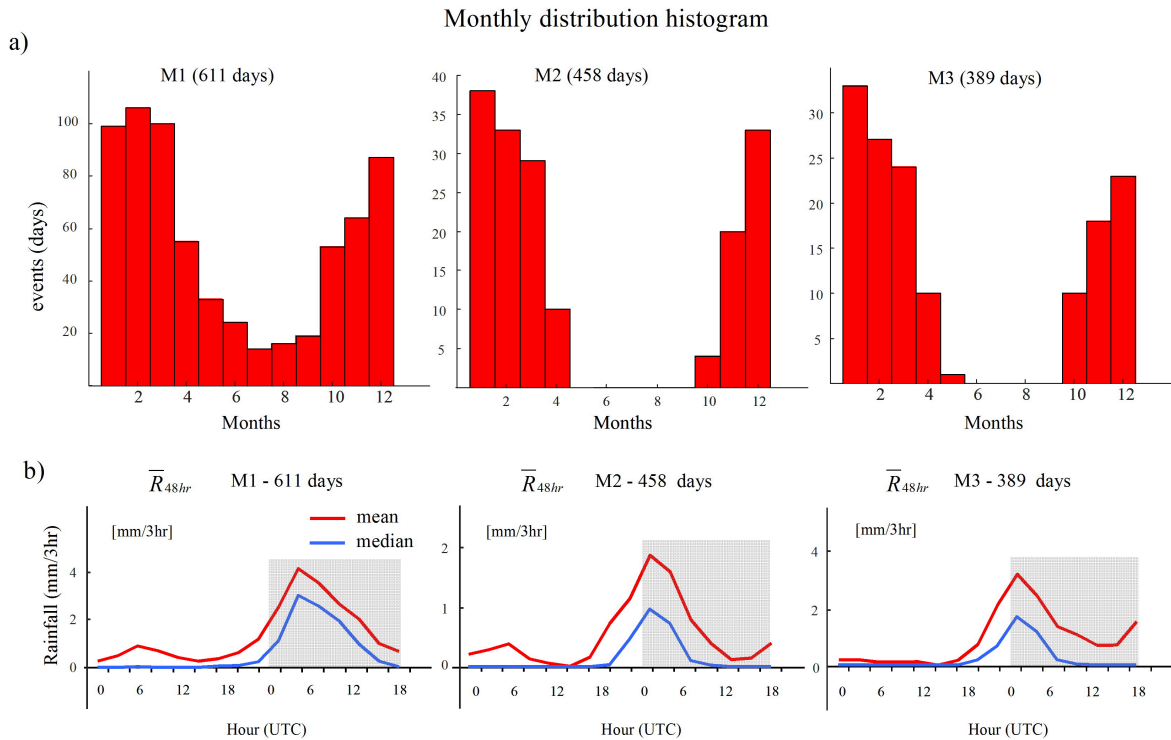 Monthly distribution histogram
a)
M1 (611 days)
M2 (458 days)
M3 (389 days)
events (days)
100
80
60
40
20
2 4 6 8 10 12
Months
40
35
30
25
20
15
10
5
2 4 6 8 10 12
Months
30
25
20
15
10
5
2 4 6 8 10 12
Months
b)
R̅48hr M1 - 611 days
R̅48hr M2 - 458 days
R̅48hr M3 - 389 days
Rainfall (mm/3hr)
[mm/3hr]
mean
median
4
2
0
0 6 12 18 0 6 12 18
Hour (UTC)
[mm/3hr]
2
1
0
0 6 12 18 0 6 12 18
Hour (UTC)
[mm/3hr]
4
2
0
0 6 12 18 0 6 12 18
Hour (UTC)